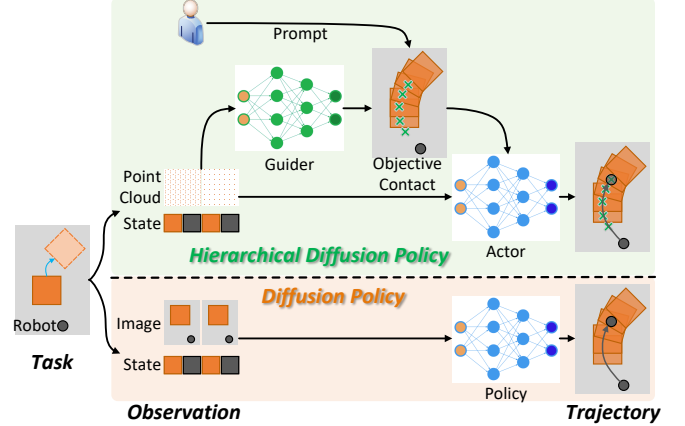 Prompt
Guider
Objective
Contact
Point
Cloud
State
Actor
Hierarchical Diffusion Policy
Diffusion Policy
Robot
Image
State
Policy
Task
Observation
Trajectory